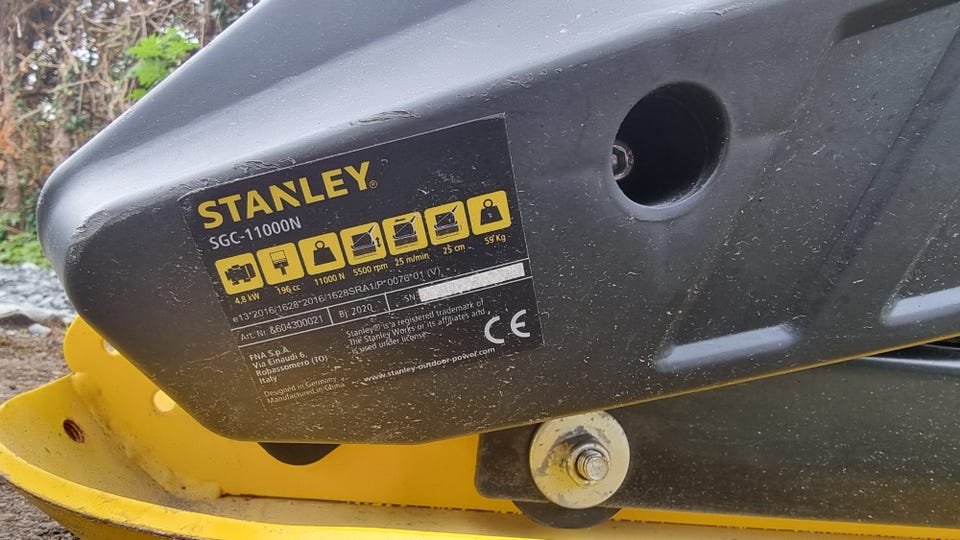 STANLEY®
SGC-11000N
4,8 kW 196 cc 11000 N 5500 rpm 25 m/min 25 cm 59 Kg
e13*2016/1628*2016/1628SRA1/P*0076*01 (V)
Art. Nr. &604300021 Bj. 2020 SN:
FNA S.p.A.
Via Einaudi 6,
Robassomero (TO)
Italy
Stanley® is a registered trademark of
The Stanley Works or its affiliates and
is used under license.
CE
www.stanley-outdoor-power.com
Designed in Germany
Manufactured in China